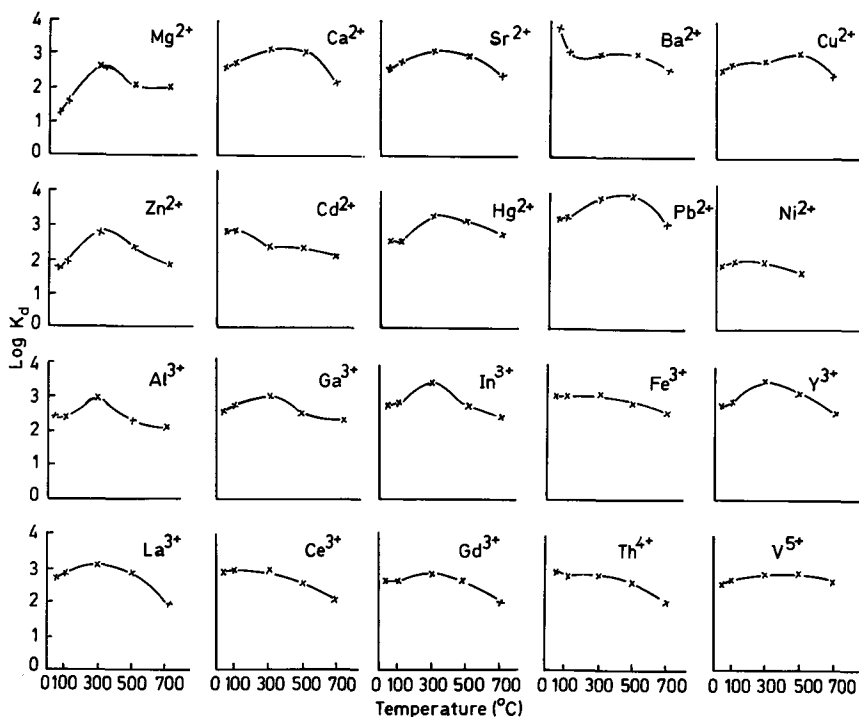 4 3 2 1 0 Mg2+ Ca2+ Sr2+ Ba2+ Cu2+
4 3 2 1 0 Zn2+ Cd2+ Hg2+ Pb2+ Ni2+
Log Kd
4 3 2 1 0 Al3+ Ga3+ In3+ Fe3+ Y3+
4 3 2 1 0 La3+ Ce3+ Gd3+ Th4+ V5+
0 100 300 500 700 0 100 300 500 700 0 100 300 500 700 0 100 300 500 700 0 100 300 500 700
Temperature (°C)